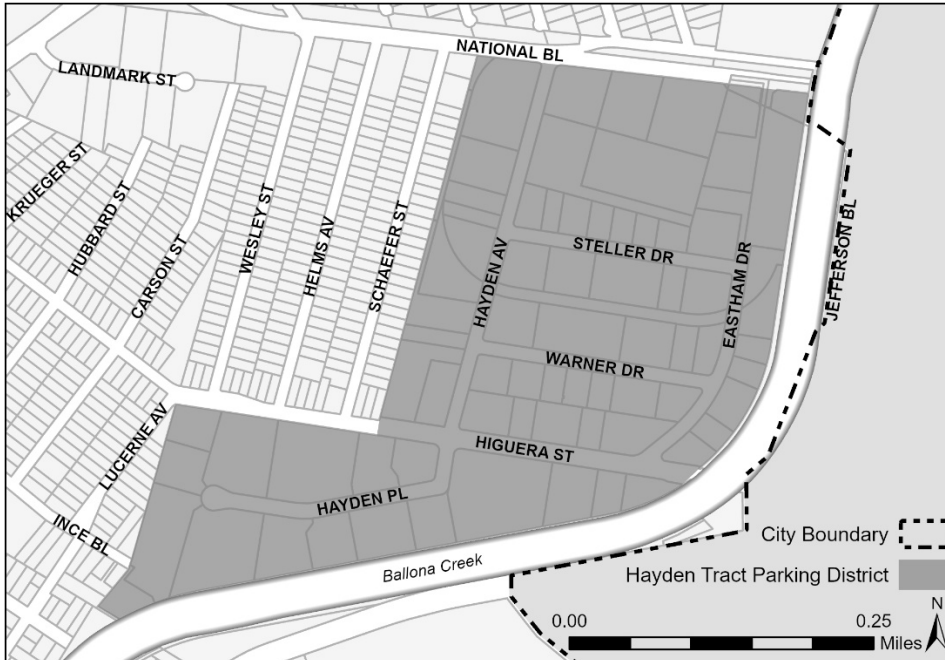 NATIONAL BL
LANDMARK ST
KRUEGER ST
HUBBARD ST
CARSON ST
WESLEY ST
HELMS AV
SCHAEFER ST
HAYDEN AV
STELLER DR
EASTHAM DR
JEFFERSON BL
WARNER DR
LUCERNE AV
HIGUERA ST
HAYDEN PL
INCE BL
Ballona Creek
City Boundary
Hayden Tract Parking District
N
0.00 0.25
Miles